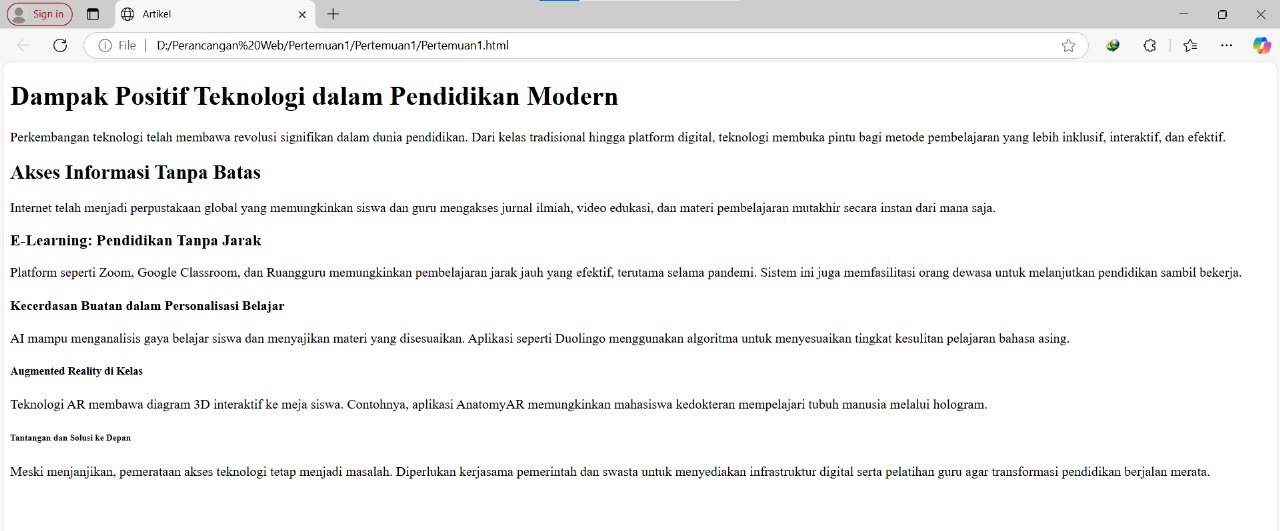 Sign in
Artikel
File
D:/Perancangan%20Web/Pertemuan1/Pertemuan1/Pertemuan1.html
Dampak Positif Teknologi dalam Pendidikan Modern
Perkembangan teknologi telah membawa revolusi signifikan dalam dunia pendidikan. Dari kelas tradisional hingga platform digital, teknologi membuka pintu bagi metode pembelajaran yang lebih inklusif, interaktif, dan efektif.
Akses Informasi Tanpa Batas
Internet telah menjadi perpustakaan global yang memungkinkan siswa dan guru mengakses jurnal ilmiah, video edukasi, dan materi pembelajaran mutakhir secara instan dari mana saja.
E-Learning: Pendidikan Tanpa Jarak
Platform seperti Zoom, Google Classroom, dan Ruangguru memungkinkan pembelajaran jarak jauh yang efektif, terutama selama pandemi. Sistem ini juga memfasilitasi orang dewasa untuk melanjutkan pendidikan sambil bekerja.
Kecerdasan Buatan dalam Personalisasi Belajar
AI mampu menganalisis gaya belajar siswa dan menyajikan materi yang disesuaikan. Aplikasi seperti Duolingo menggunakan algoritma untuk menyesuaikan tingkat kesulitan pelajaran bahasa asing.
Augmented Reality di Kelas
Teknologi AR membawa diagram 3D interaktif ke meja siswa. Contohnya, aplikasi AnatomyAR memungkinkan mahasiswa kedokteran mempelajari tubuh manusia melalui hologram.
Tantangan dan Solusi ke Depan
Meski menjanjikan, pemerataan akses teknologi tetap menjadi masalah. Diperlukan kerjasama pemerintah dan swasta untuk menyediakan infrastruktur digital serta pelatihan guru agar transformasi pendidikan berjalan merata.